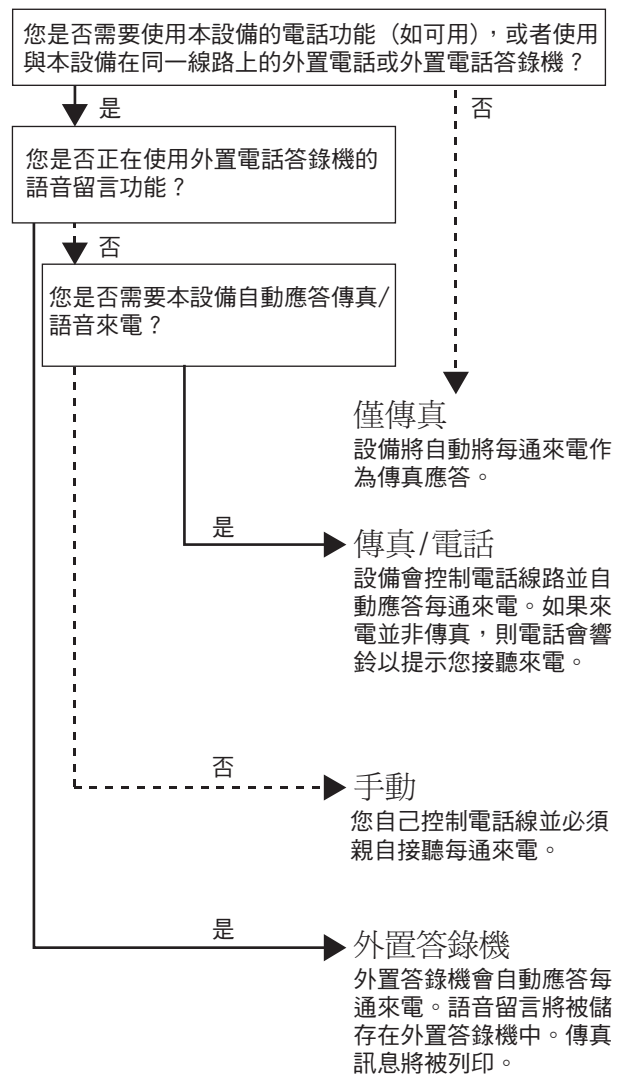 您是否需要使用本設備的電話功能（如可用），或者使用
與本設備在同一線路上的外置電話或外置電話答錄機？
是
否
您是否正在使用外置電話答錄機的
語音留言功能？
否
您是否需要本設備自動應答傳真/
語音來電？
僅傳真
設備將自動將每通來電作
為傳真應答。
是
傳真/電話
設備會控制電話線路並自
動應答每通來電。如果來
電並非傳真，則電話會響
鈴以提示您接聽來電。
否
手動
您自己控制電話線並必須
親自接聽每通來電。
是
外置答錄機
外置答錄機會自動應答每
通來電。語音留言將被儲
存在外置答錄機中。傳真
訊息將被列印。